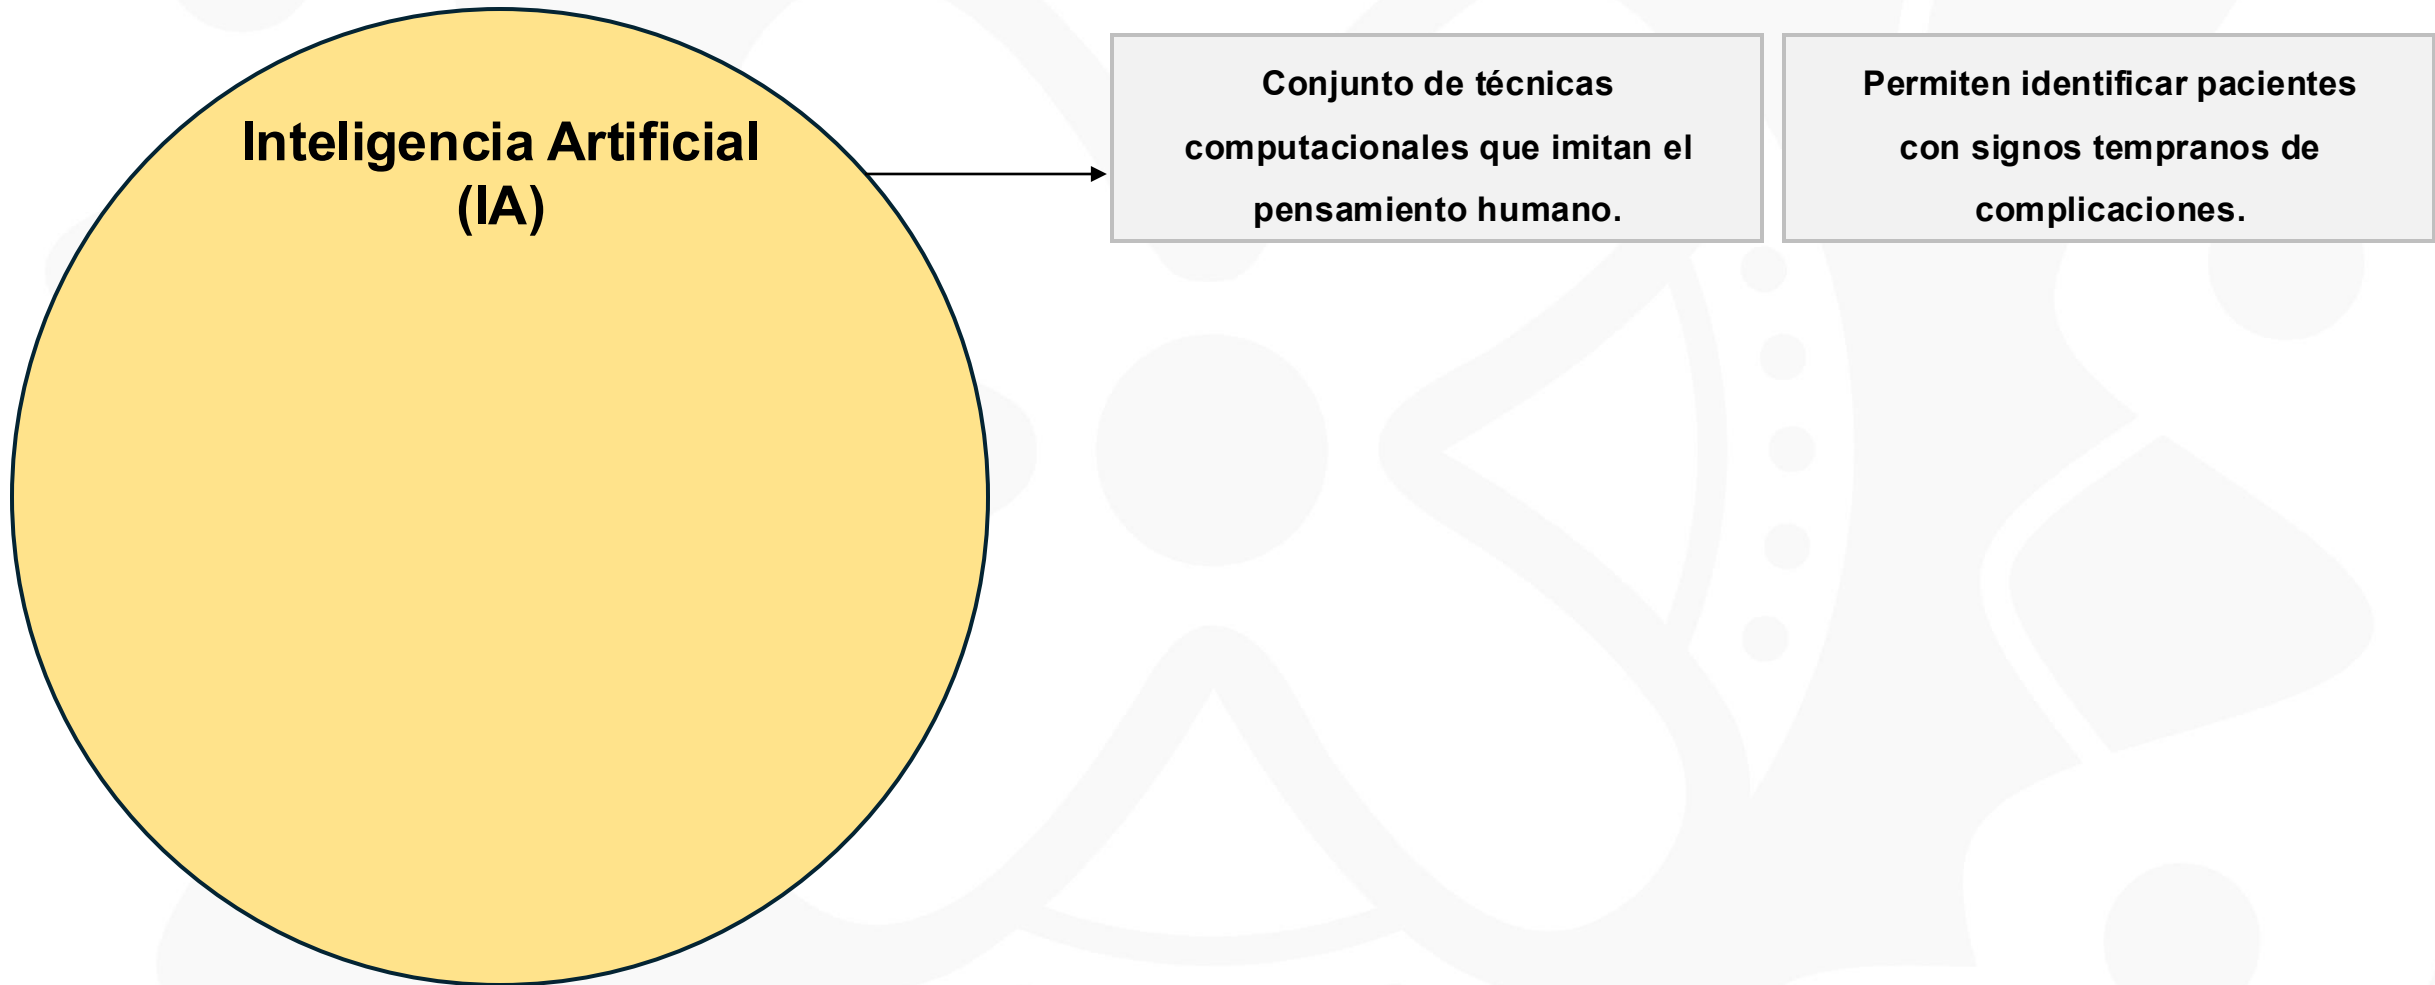 Inteligencia Artificial
(IA)
Conjunto de técnicas
computacionales que imitan el
pensamiento humano.
Permiten identificar pacientes
con signos tempranos de
complicaciones.